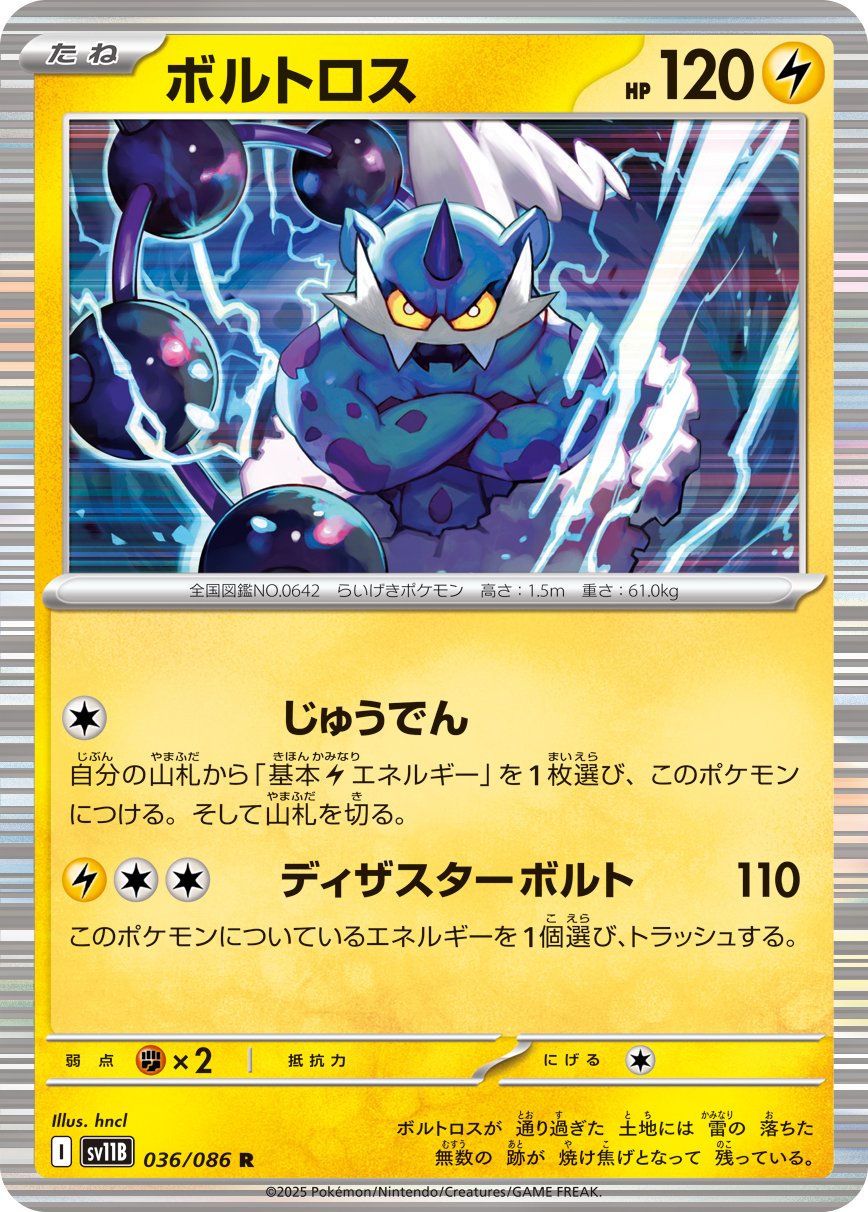 たね
ボルトロス
HP 120
全国図鑑NO.0642 らいげきポケモン 高さ：1.5m 重さ：61.0kg
じゅうでん
自分の山札から「基本エネルギー」を1枚選び、このポケモン
につける。そして山札を切る。
ディザスターボルト 110
このポケモンについているエネルギーを1個選び、トラッシュする。
弱点 ×2 抵抗力 にげる
Illus. hncl
I sv11B 036/086 R
ボルトロスが 通り過ぎた 土地には 雷の 落ちた
無数の 跡が 焼け焦げとなって 残っている。
©2025 Pokémon/Nintendo/Creatures/GAME FREAK.